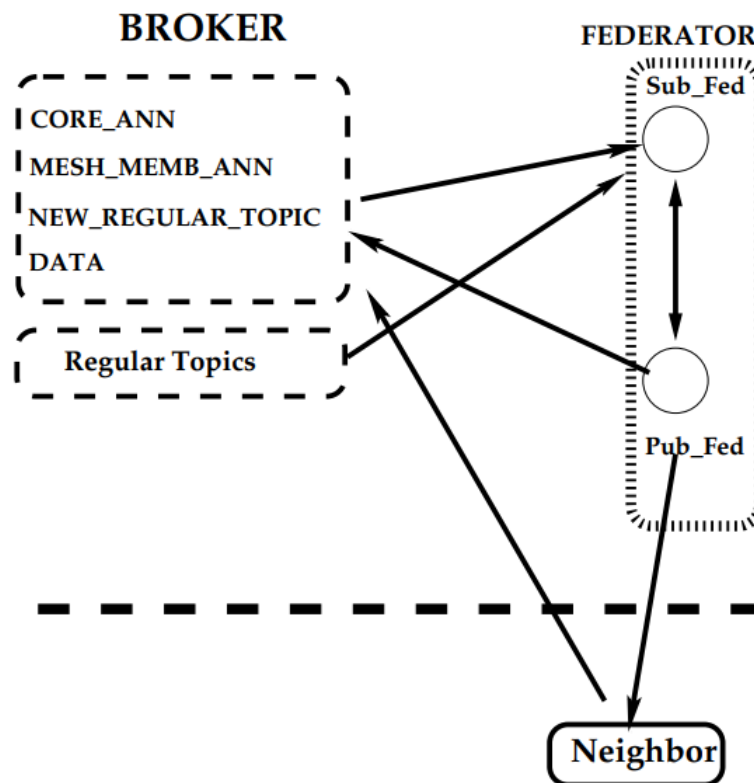 BROKER
FEDERATOR
Sub_Fed
CORE_ANN
MESH_MEMB_ANN
NEW_REGULAR_TOPIC
DATA
Regular Topics
Pub_Fed
Neighbor